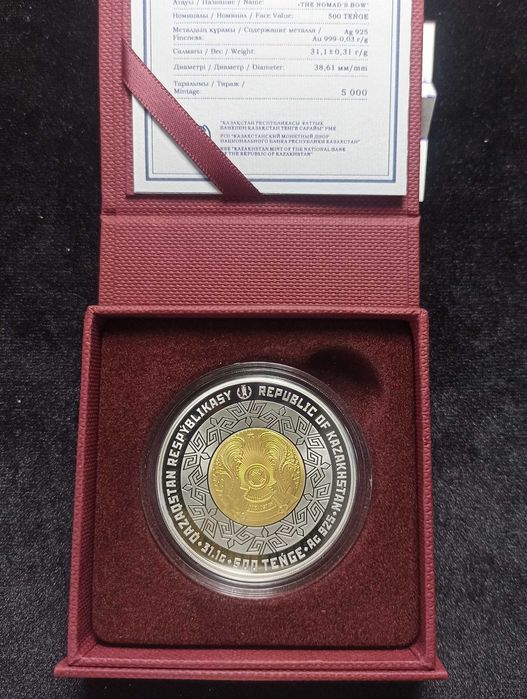 Атауы / Название / Name: «THE NOMAD'S BOW»
Номиналы / Номинал / Face Value: 500 TEŃGE
Металдың құрамы / Содержание металла / Ag 925
Fineness: Au 999-0,03 г/g
Салмағы / Вес / Weight: 31,1±0,31 г/g
Диаметрі / Диаметр / Diameter: 38,61 мм/mm
Таралымы / Тираж /
Mintage: 5 000
"ҚАЗАҚСТАН РЕСПУБЛИКАСЫ ҰЛТТЫҚ
БАНКІНІҢ ҚАЗАҚСТАН ТЕҢГЕ САРАЙЫ" РМК
РГП "КАЗАХСТАНСКИЙ МОНЕТНЫЙ ДВОР
НАЦИОНАЛЬНОГО БАНКА РЕСПУБЛИКИ КАЗАХСТАН"
"KAZAKHSTAN MINT OF THE NATIONAL BANK
OF THE REPUBLIC OF KAZAKHSTAN"
QAZAQSTAN RESPÝBLIKASY
REPUBLIC OF KAZAKHSTAN
• 31.1G • 500 TEŃGE • AG 925 •